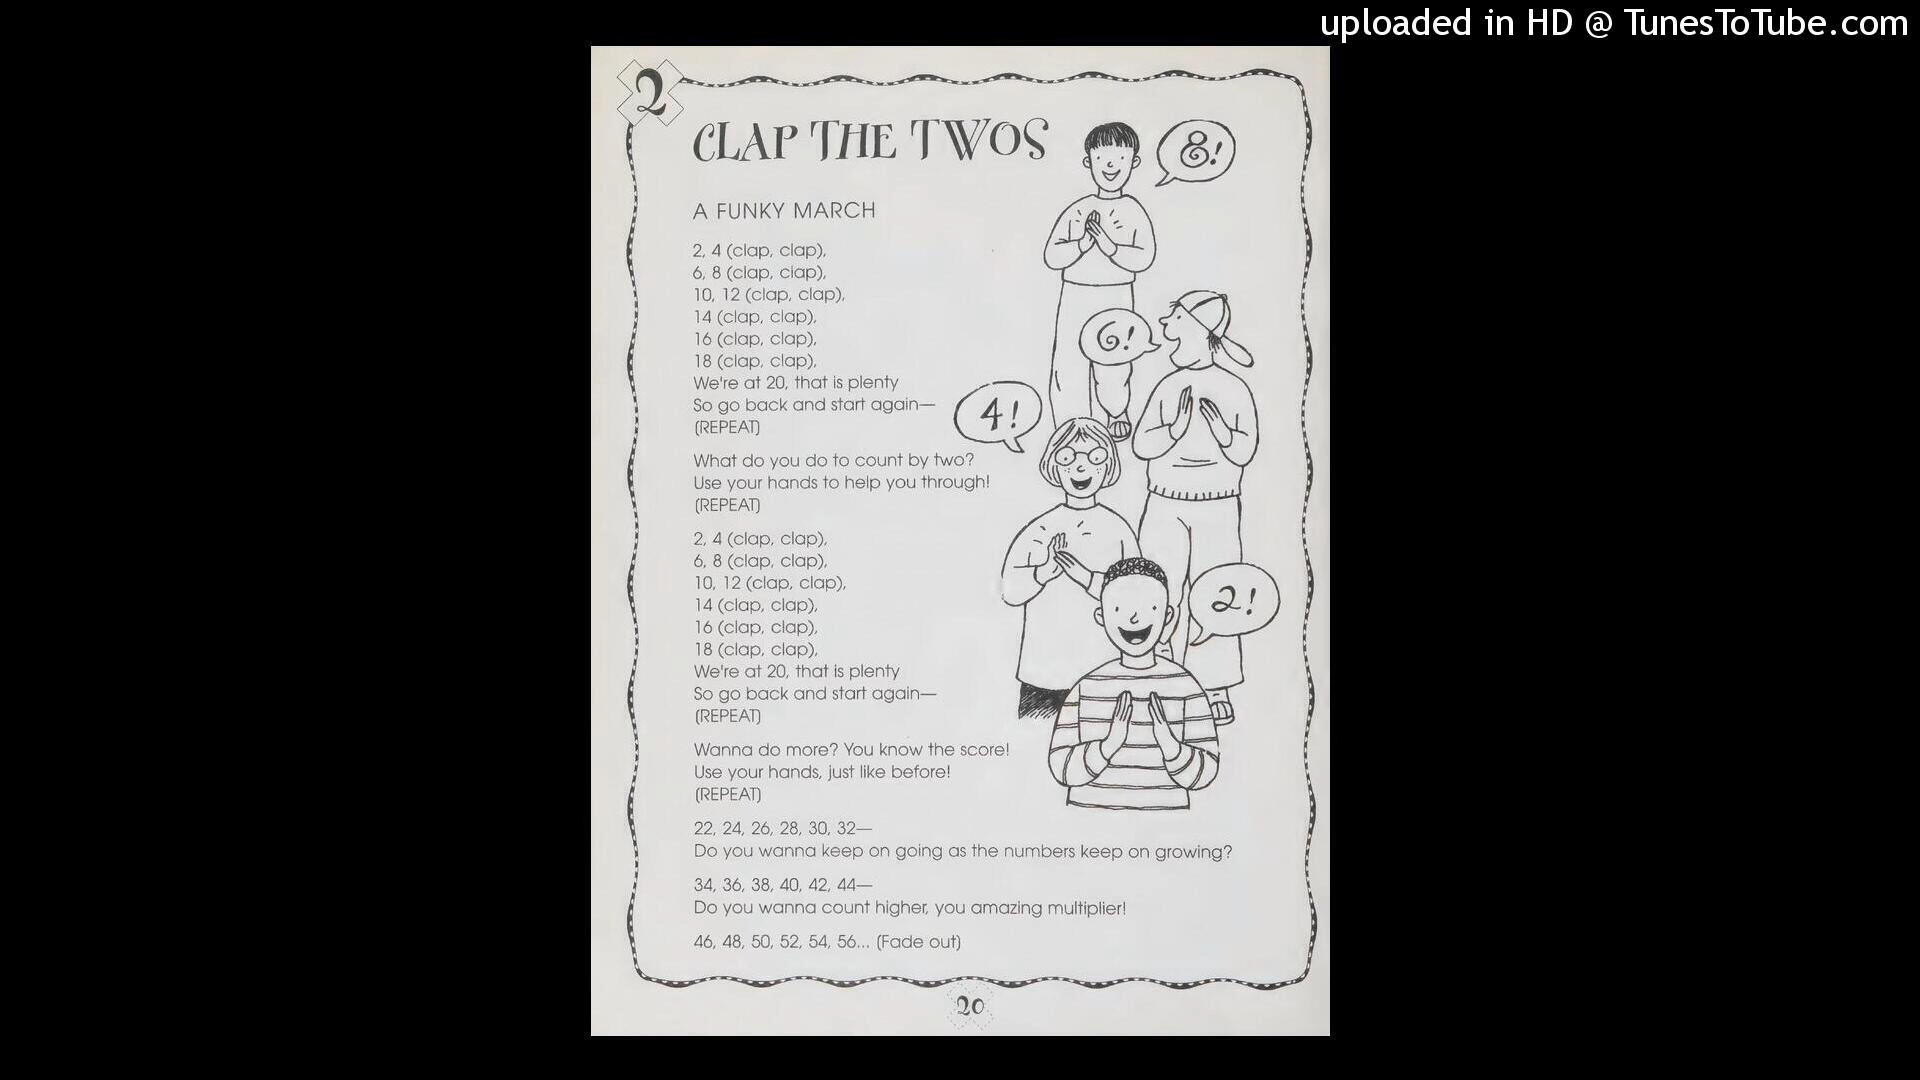 uploaded in HD @ TunesToTube.com
2
CLAP THE TWOS
8!
A FUNKY MARCH
2, 4 (clap, clap),
6, 8 (clap, clap),
10, 12 (clap, clap),
14 (clap, clap),
16 (clap, clap),
18 (clap, clap),
We're at 20, that is plenty
So go back and start again—
(REPEAT)
6!
4!
What do you do to count by two?
Use your hands to help you through!
(REPEAT)
2, 4 (clap, clap),
6, 8 (clap, clap),
10, 12 (clap, clap),
14 (clap, clap),
16 (clap, clap),
18 (clap, clap),
We're at 20, that is plenty
So go back and start again—
(REPEAT)
2!
Wanna do more? You know the score!
Use your hands, just like before!
(REPEAT)
22, 24, 26, 28, 30, 32—
Do you wanna keep on going as the numbers keep on growing?
34, 36, 38, 40, 42, 44—
Do you wanna count higher, you amazing multiplier!
46, 48, 50, 52, 54, 56... (Fade out)
20